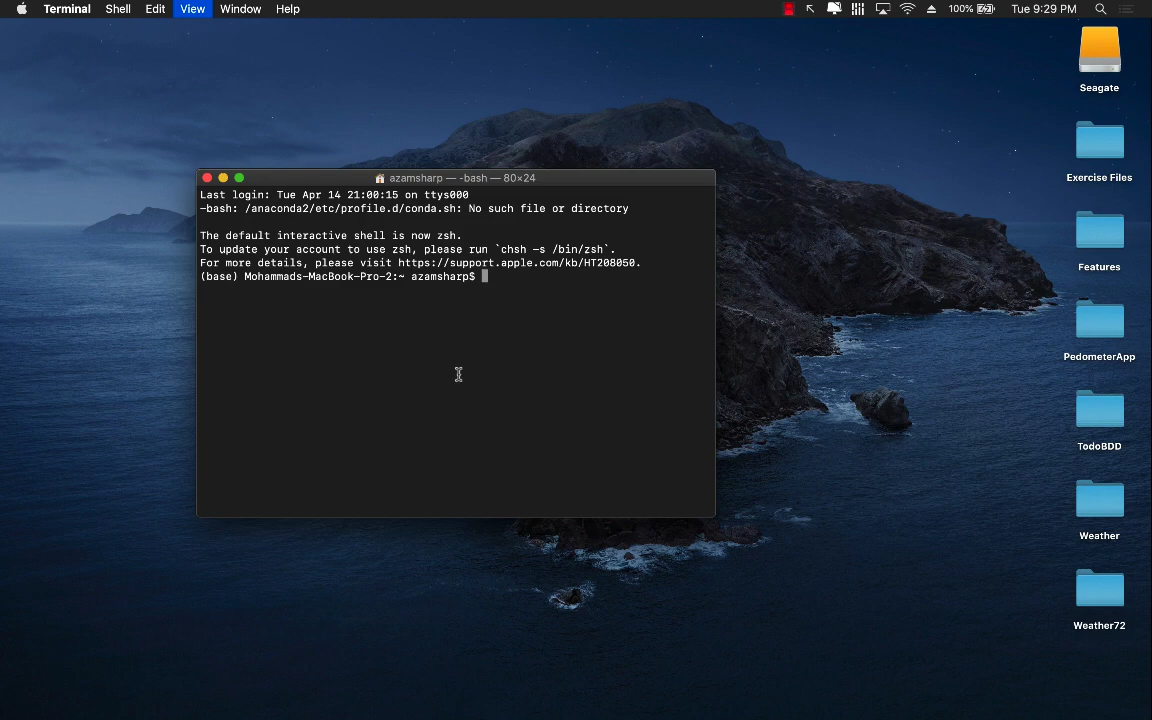 Terminal Shell Edit View Window Help 100% Tue 9:29 PM
Seagate
Exercise Files
Features
PedometerApp
TodoBDD
Weather
Weather72
azamsharp — -bash — 80×24
Last login: Tue Apr 14 21:00:15 on ttys000
-bash: /anaconda2/etc/profile.d/conda.sh: No such file or directory
The default interactive shell is now zsh.
To update your account to use zsh, please run `chsh -s /bin/zsh`.
For more details, please visit https://support.apple.com/kb/HT208050.
(base) Mohammads-MacBook-Pro-2:~ azamsharp$